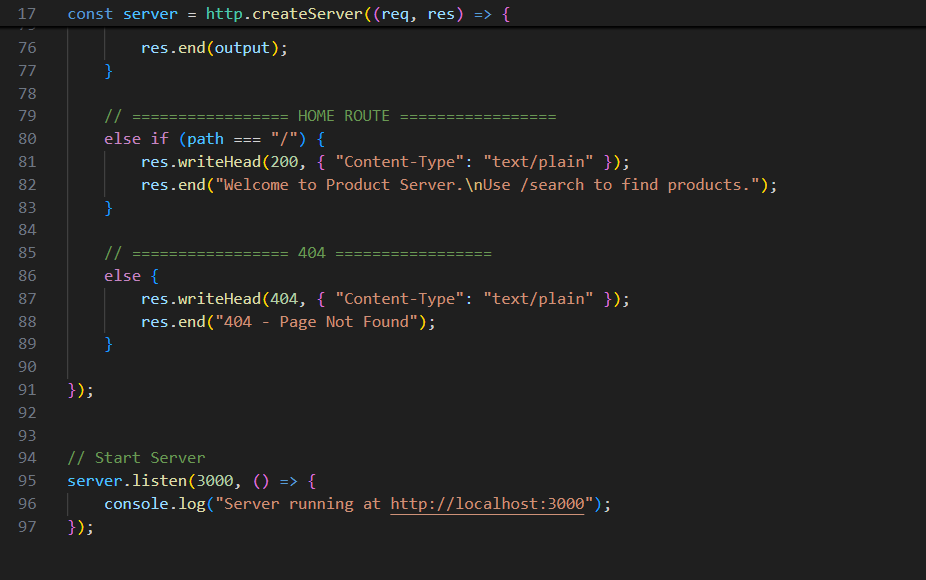 17 const server = http.createServer((req, res) => {
76 res.end(output);
77 }
78
79 // ================= HOME ROUTE =================
80 else if (path === "/") {
81 res.writeHead(200, { "Content-Type": "text/plain" });
82 res.end("Welcome to Product Server.\nUse /search to find products.");
83 }
84
85 // ================= 404 =================
86 else {
87 res.writeHead(404, { "Content-Type": "text/plain" });
88 res.end("404 - Page Not Found");
89 }
90
91 });
92
93
94 // Start Server
95 server.listen(3000, () => {
96 console.log("Server running at http://localhost:3000");
97 });